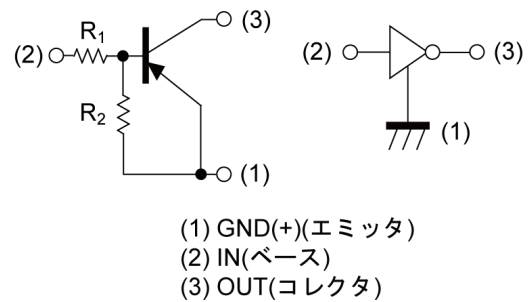 R1
(2)
(3)
R2
(1)
(2)
(3)
(1)
(1) GND(+)(エミッタ)
(2) IN(ベース)
(3) OUT(コレクタ)